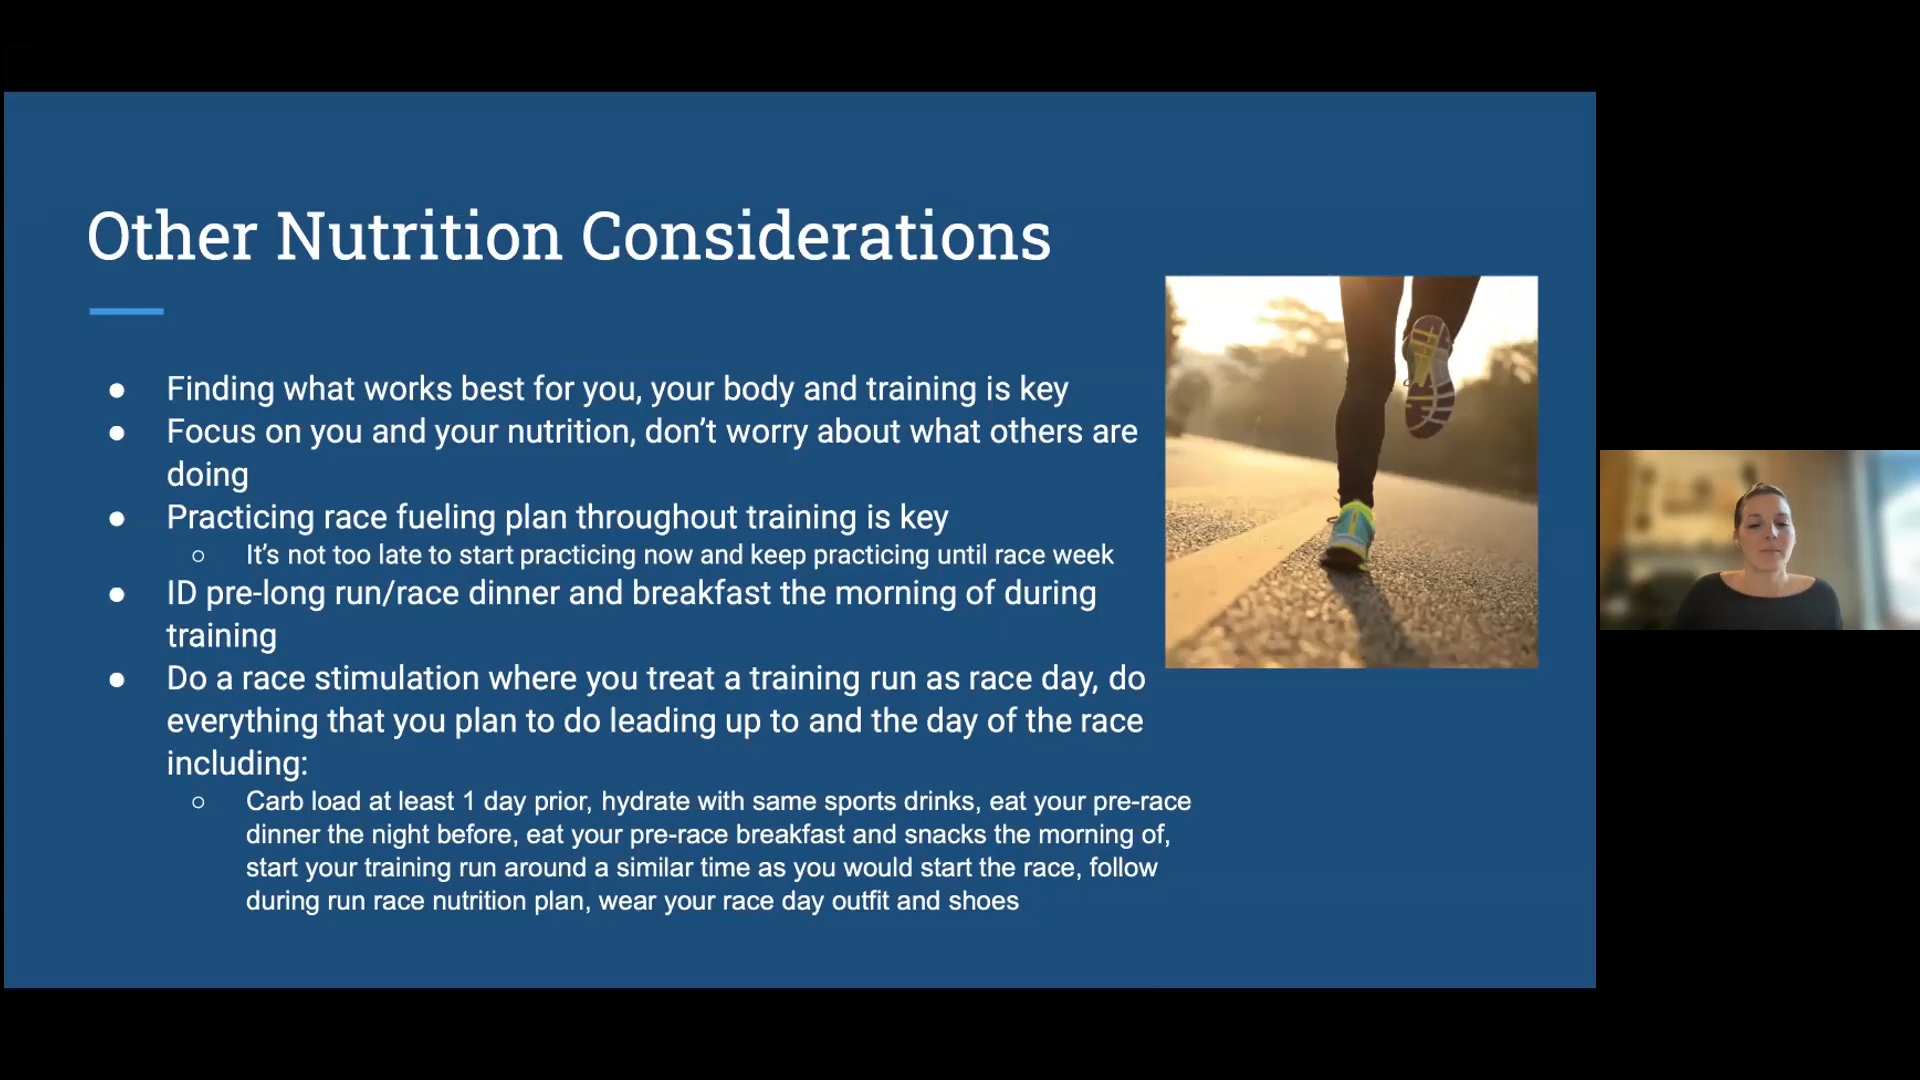 Other Nutrition Considerations
● Finding what works best for you, your body and training is key
● Focus on you and your nutrition, don’t worry about what others are
doing
● Practicing race fueling plan throughout training is key
○ It’s not too late to start practicing now and keep practicing until race week
● ID pre-long run/race dinner and breakfast the morning of during
training
● Do a race stimulation where you treat a training run as race day, do
everything that you plan to do leading up to and the day of the race
including:
○ Carb load at least 1 day prior, hydrate with same sports drinks, eat your pre-race
dinner the night before, eat your pre-race breakfast and snacks the morning of,
start your training run around a similar time as you would start the race, follow
during run race nutrition plan, wear your race day outfit and shoes